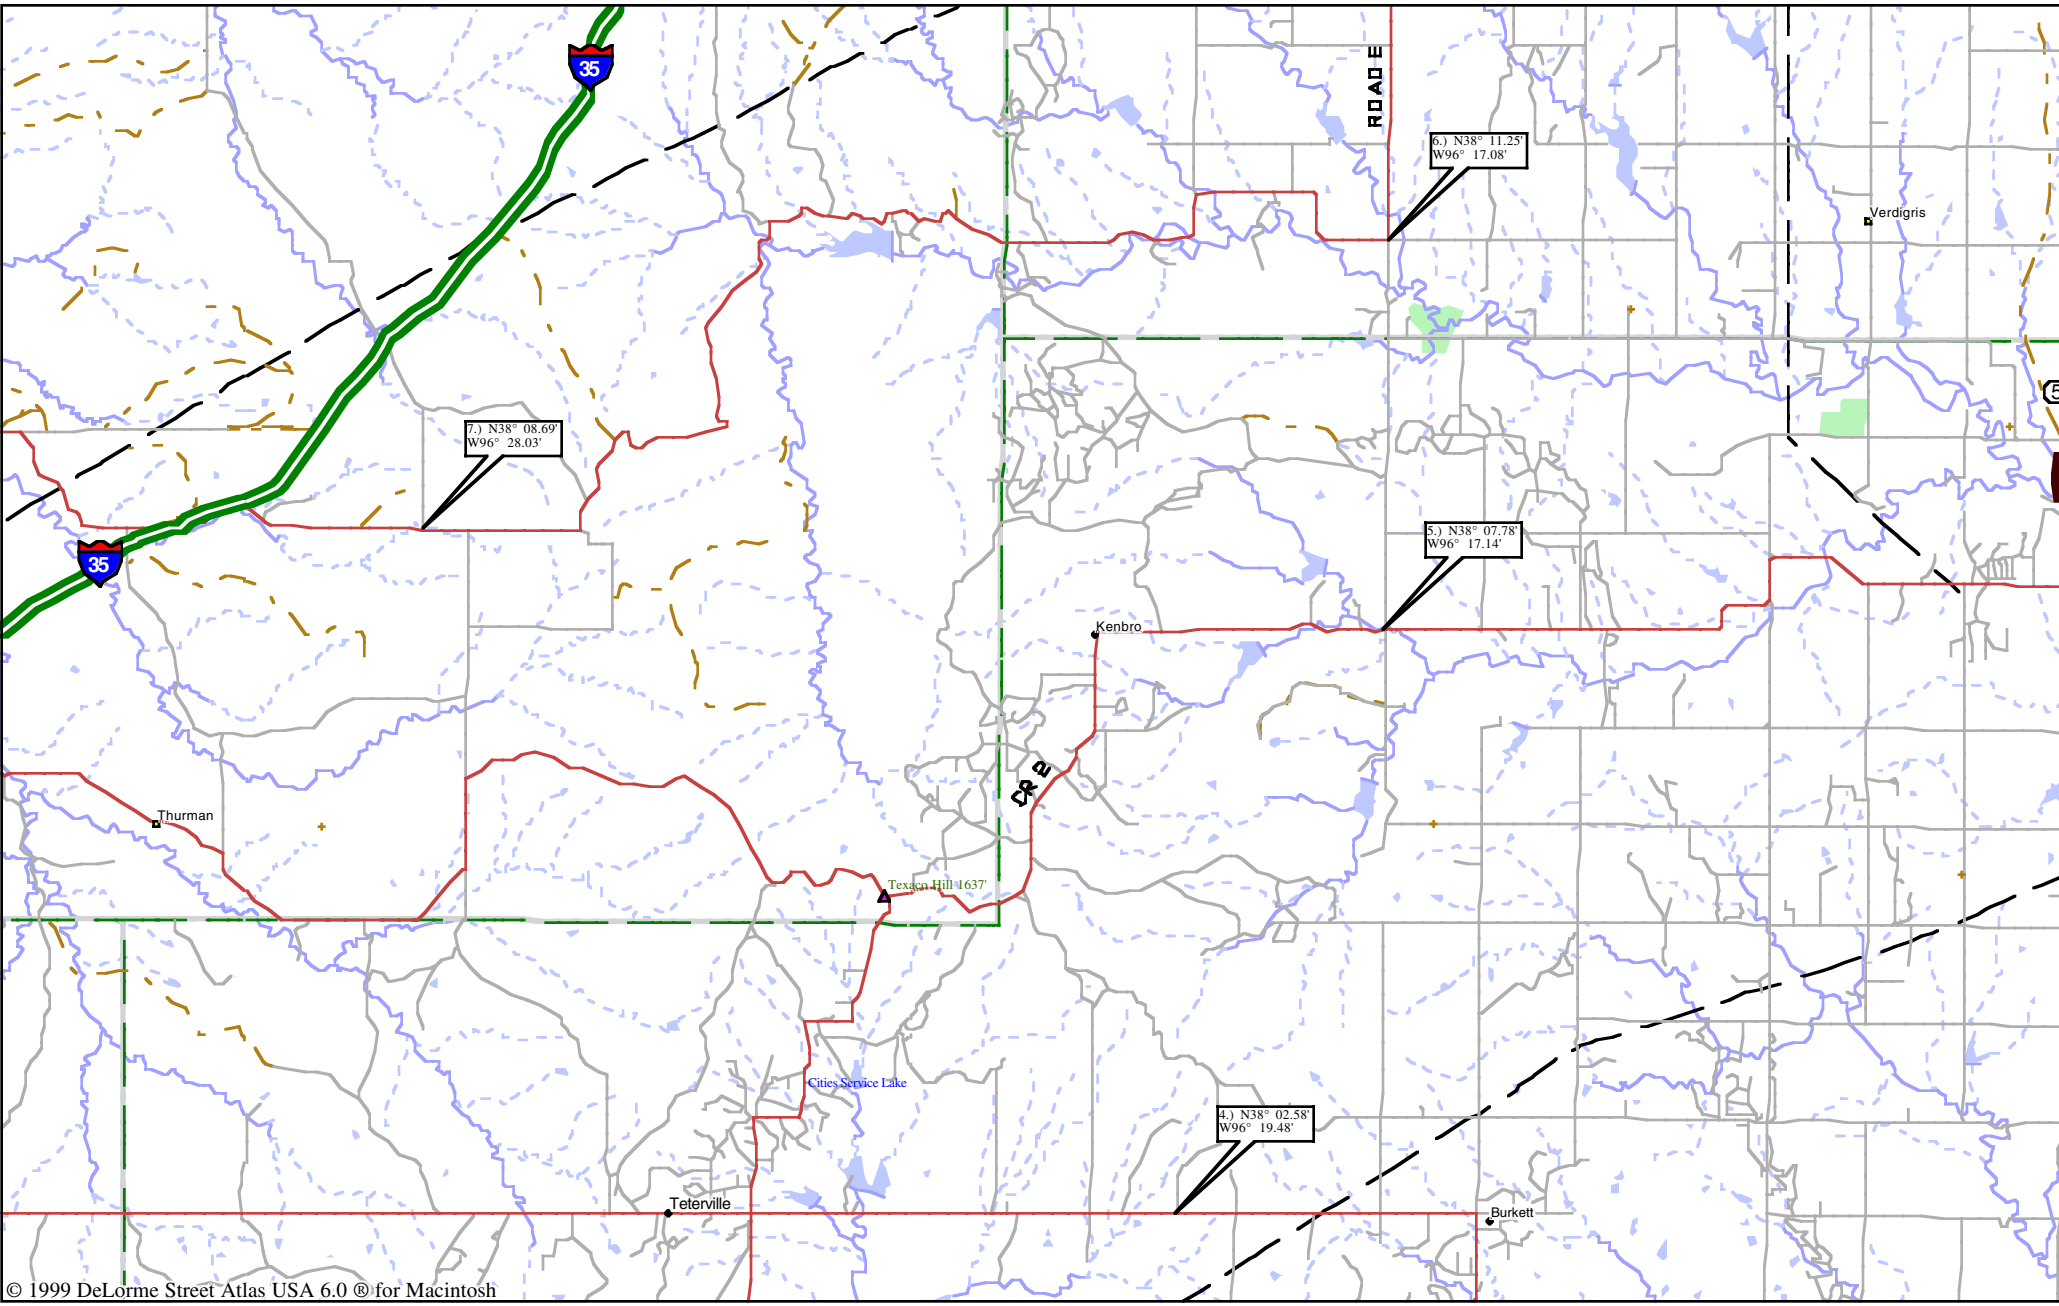 35
ROAD E
6.) N38° 11.25'
W96° 17.08'
Verdigris
5
7.) N38° 08.69'
W96° 28.03'
35
5.) N38° 07.78'
W96° 17.14'
Kenbro
CR 2
Thurman
Texaco Hill 1637'
Cities Service Lake
4.) N38° 02.58'
W96° 19.48'
Teterville
Burkett
© 1999 DeLorme Street Atlas USA 6.0 ® for Macintosh